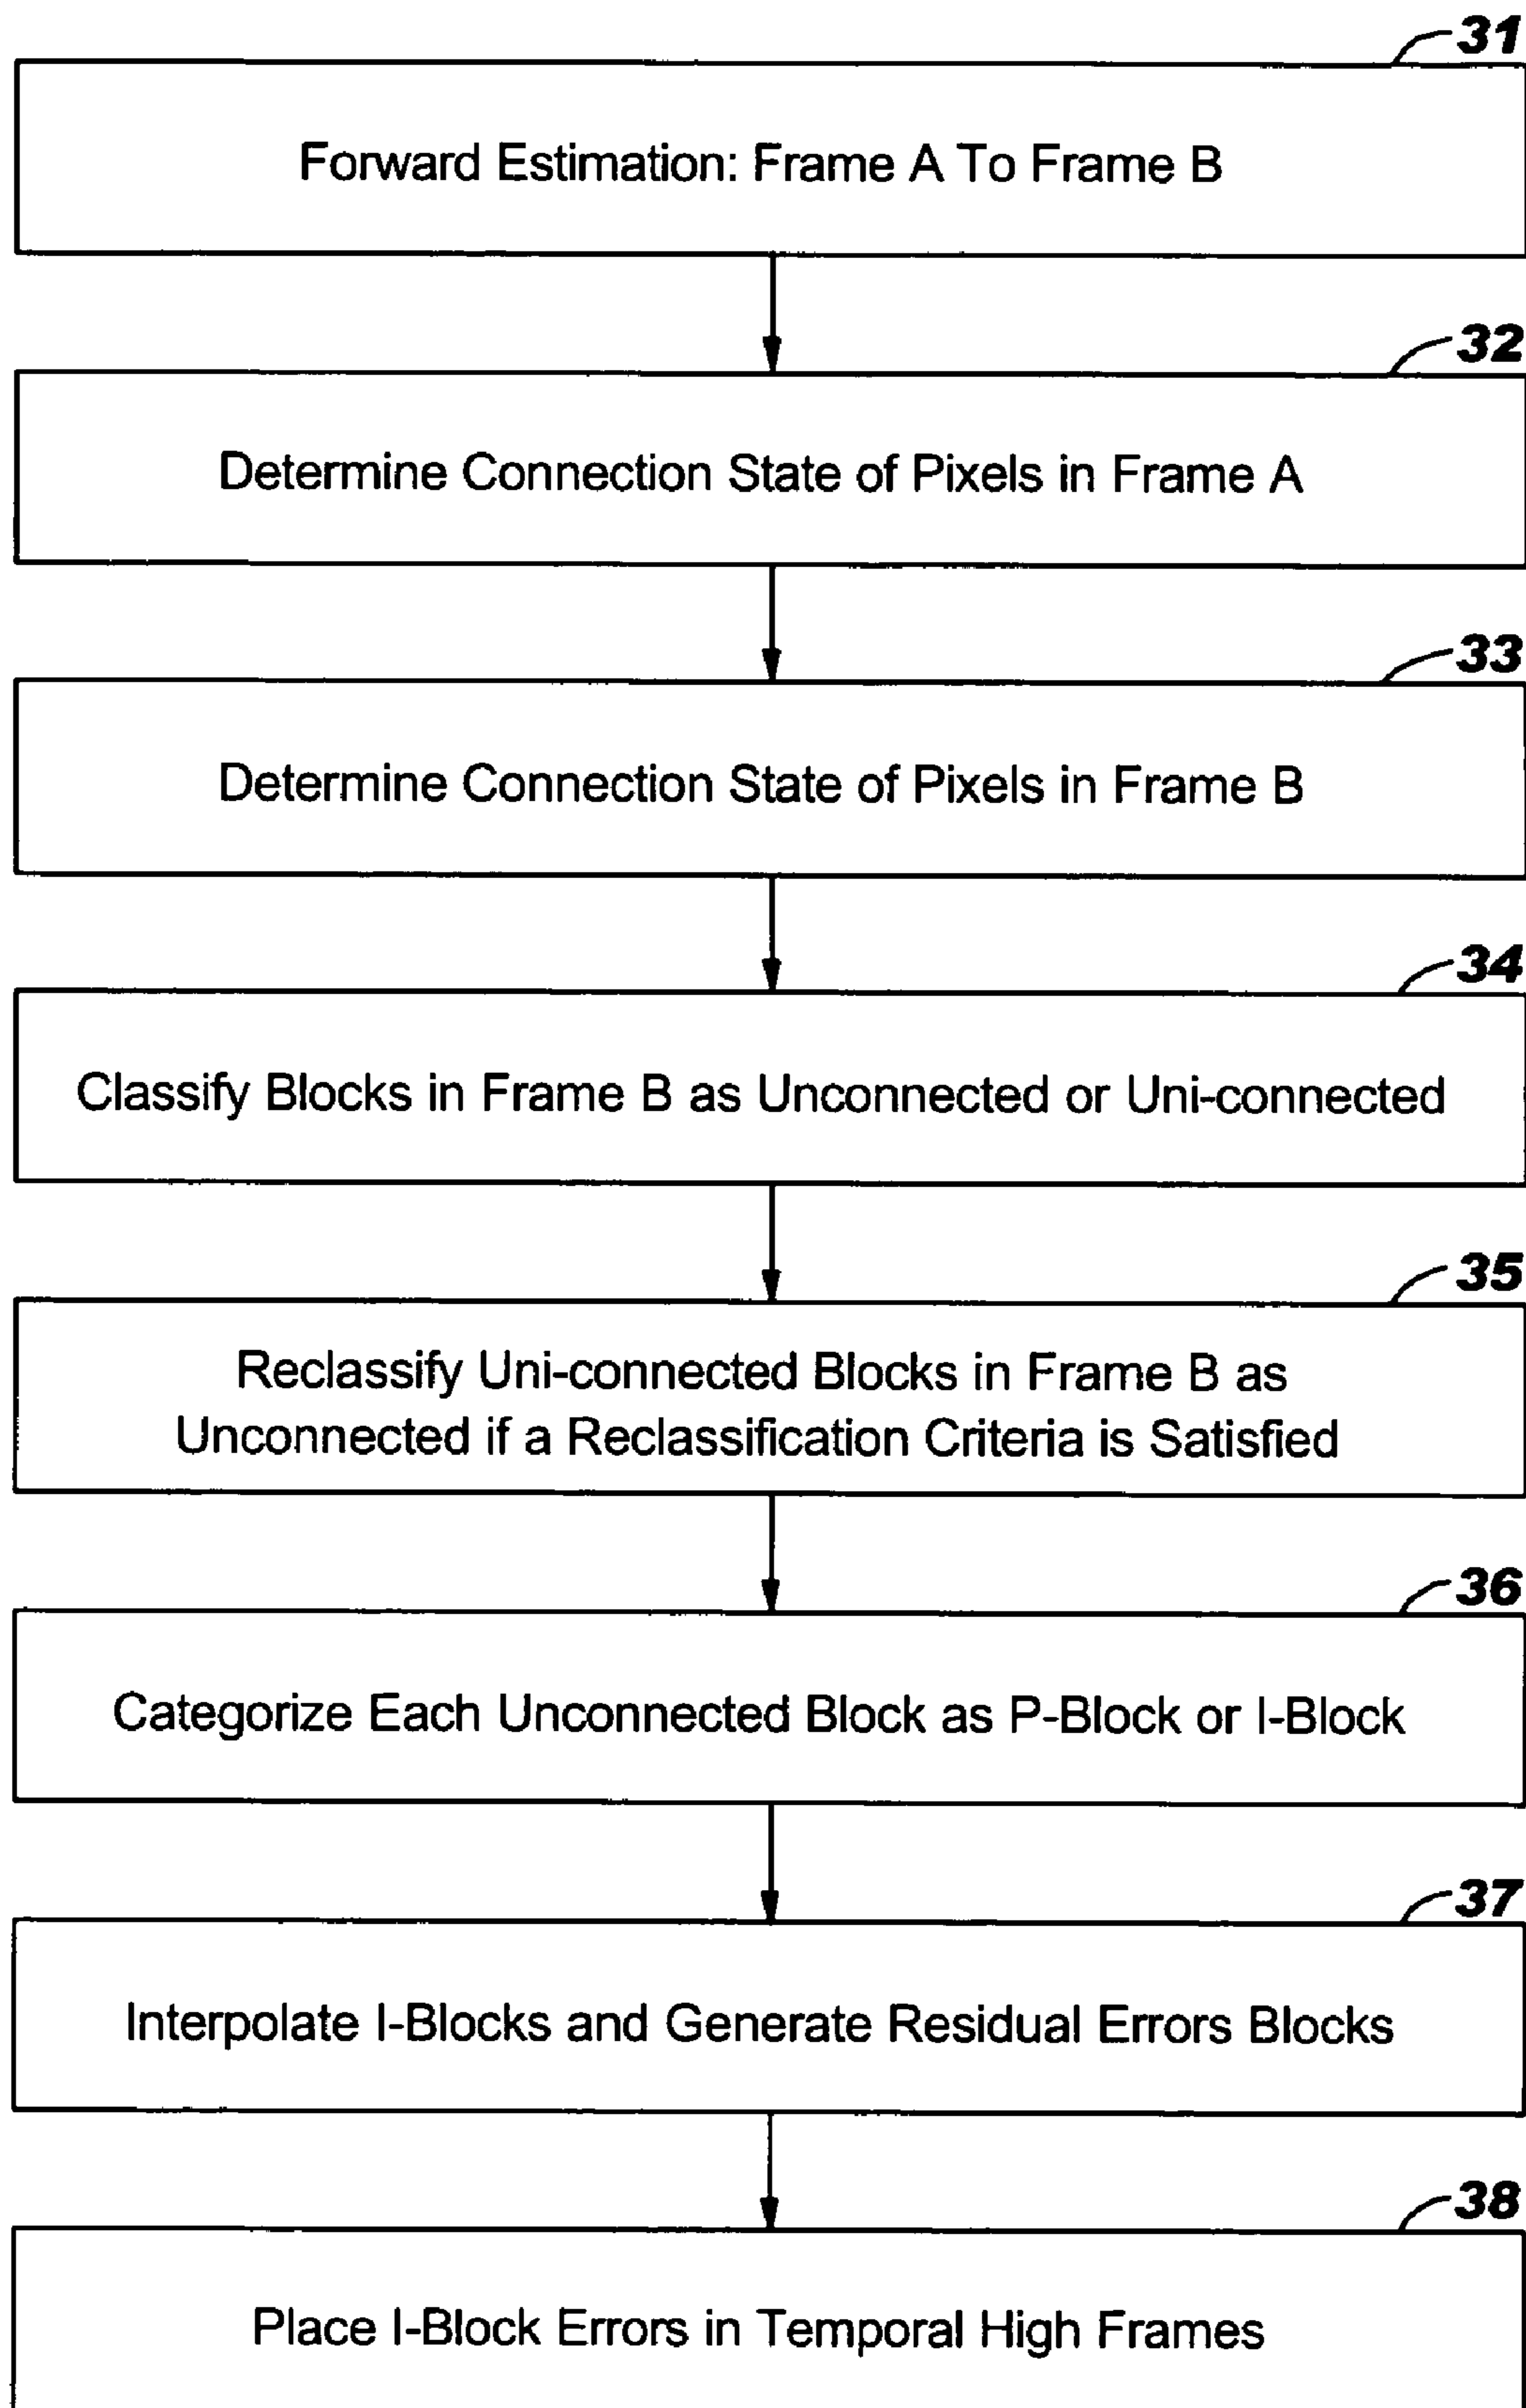 31
Forward Estimation: Frame A To Frame B
32
Determine Connection State of Pixels in Frame A
33
Determine Connection State of Pixels in Frame B
34
Classify Blocks in Frame B as Unconnected or Uni-connected
35
Reclassify Uni-connected Blocks in Frame B as
Unconnected if a Reclassification Criteria is Satisfied
36
Categorize Each Unconnected Block as P-Block or I-Block
37
Interpolate I-Blocks and Generate Residual Errors Blocks
38
Place I-Block Errors in Temporal High Frames